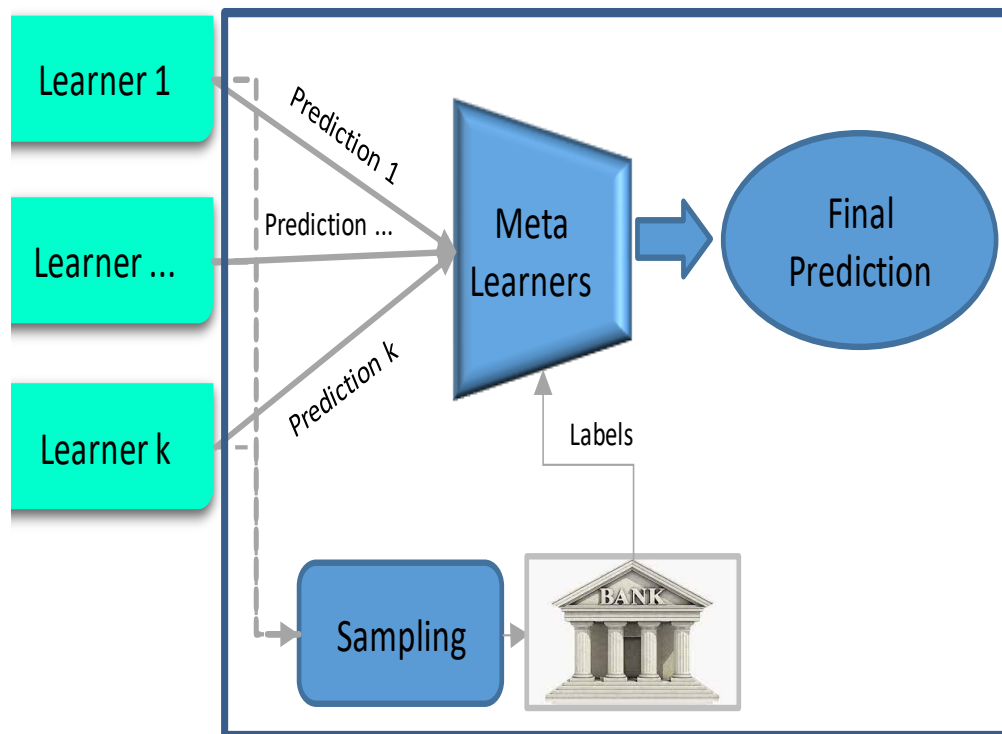 Learner 1
Prediction 1
Learner ...
Prediction ...
Meta
Learners
Final
Prediction
Learner k
Prediction k
Labels
Sampling
BANK